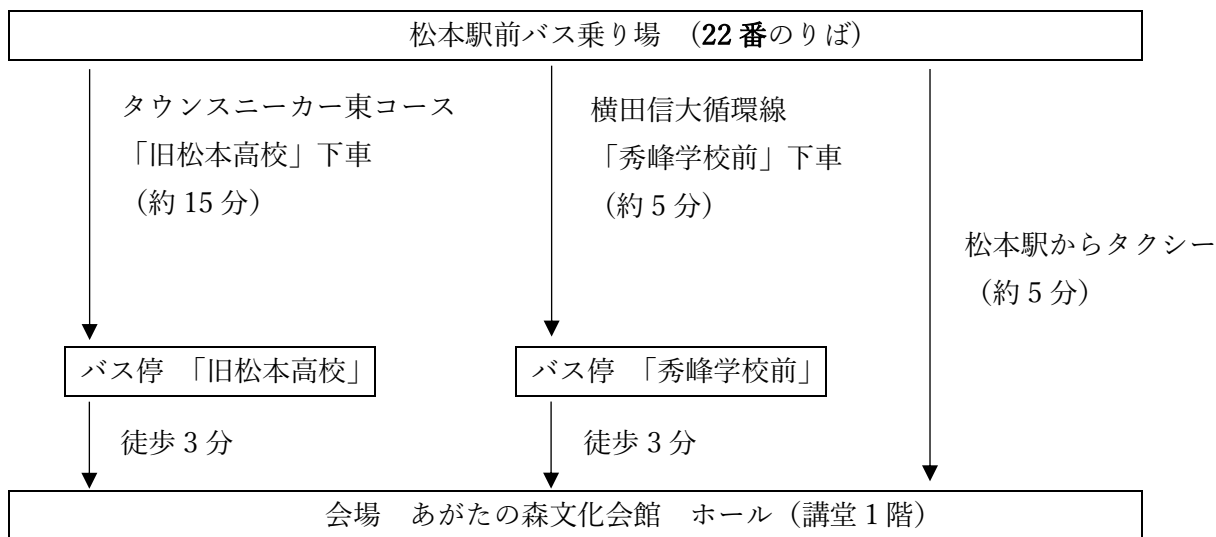 松本駅前バス乗り場　（22番のりば）
タウンスニーカー東コース
「旧松本高校」下車
（約15分）
横田信大循環線
「秀峰学校前」下車
（約5分）
松本駅からタクシー
（約5分）
バス停　「旧松本高校」
バス停　「秀峰学校前」
徒歩3分
徒歩3分
会場　あがたの森文化会館　ホール（講堂1階）